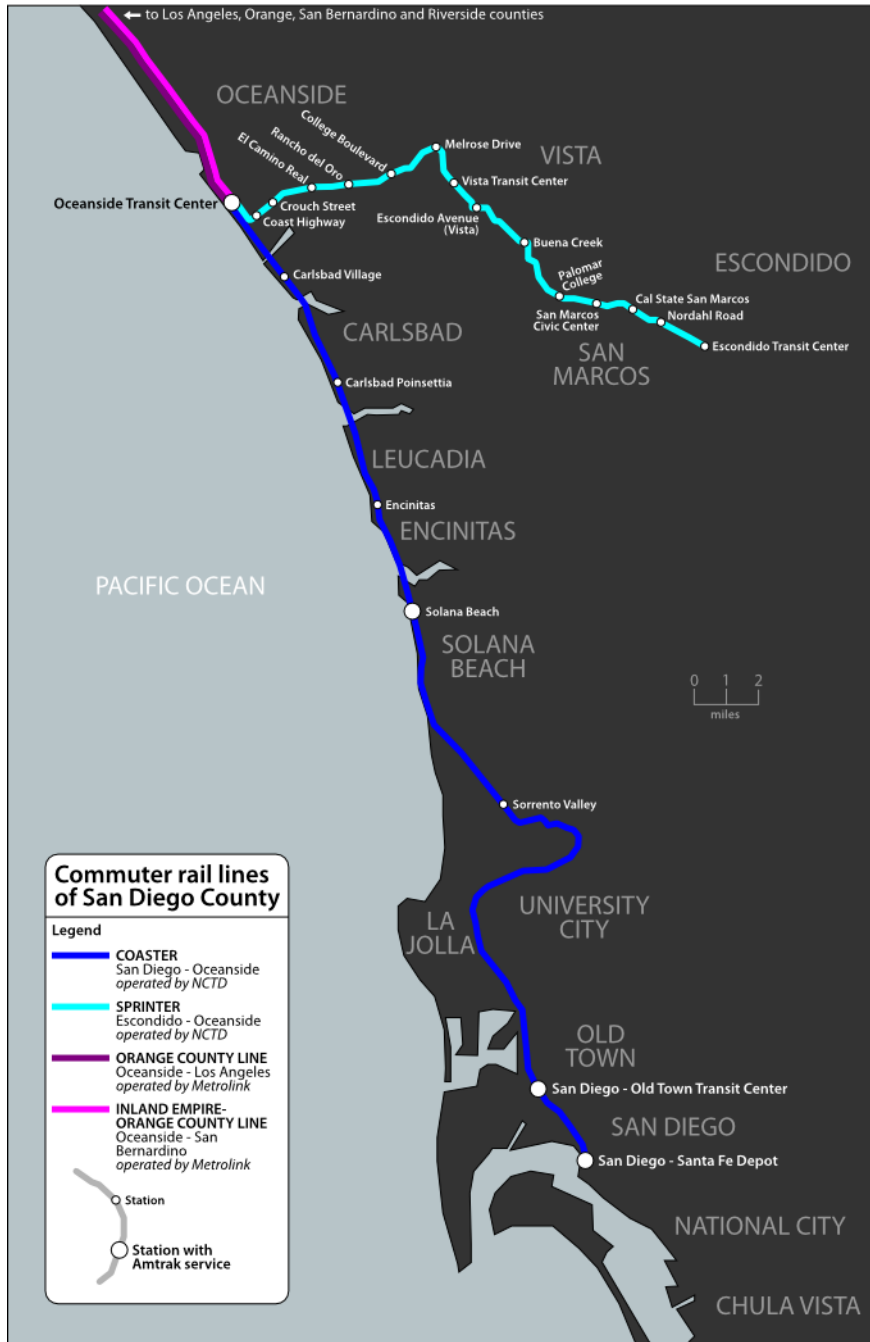 ← to Los Angeles, Orange, San Bernardino and Riverside counties
OCEANSIDE
College Boulevard
Rancho del Oro
El Camino Real
Melrose Drive
VISTA
Vista Transit Center
Oceanside Transit Center
Crouch Street
Coast Highway
Escondido Avenue
(Vista)
Buena Creek
ESCONDIDO
Carlsbad Village
Palomar
College
Cal State San Marcos
San Marcos
Civic Center
Nordahl Road
CARLSBAD
Escondido Transit Center
SAN
MARCOS
Carlsbad Poinsettia
LEUCADIA
Encinitas
ENCINITAS
PACIFIC OCEAN
Solana Beach
SOLANA
BEACH
0 1 2
miles
Sorrento Valley
UNIVERSITY
CITY
LA
JOLLA
OLD
TOWN
San Diego - Old Town Transit Center
SAN DIEGO
San Diego - Santa Fe Depot
NATIONAL CITY
CHULA VISTA
Commuter rail lines
of San Diego County
Legend
COASTER
San Diego - Oceanside
operated by NCTD
SPRINTER
Escondido - Oceanside
operated by NCTD
ORANGE COUNTY LINE
Oceanside - Los Angeles
operated by Metrolink
INLAND EMPIRE-
ORANGE COUNTY LINE
Oceanside - San
Bernardino
operated by Metrolink
Station
Station with
Amtrak service